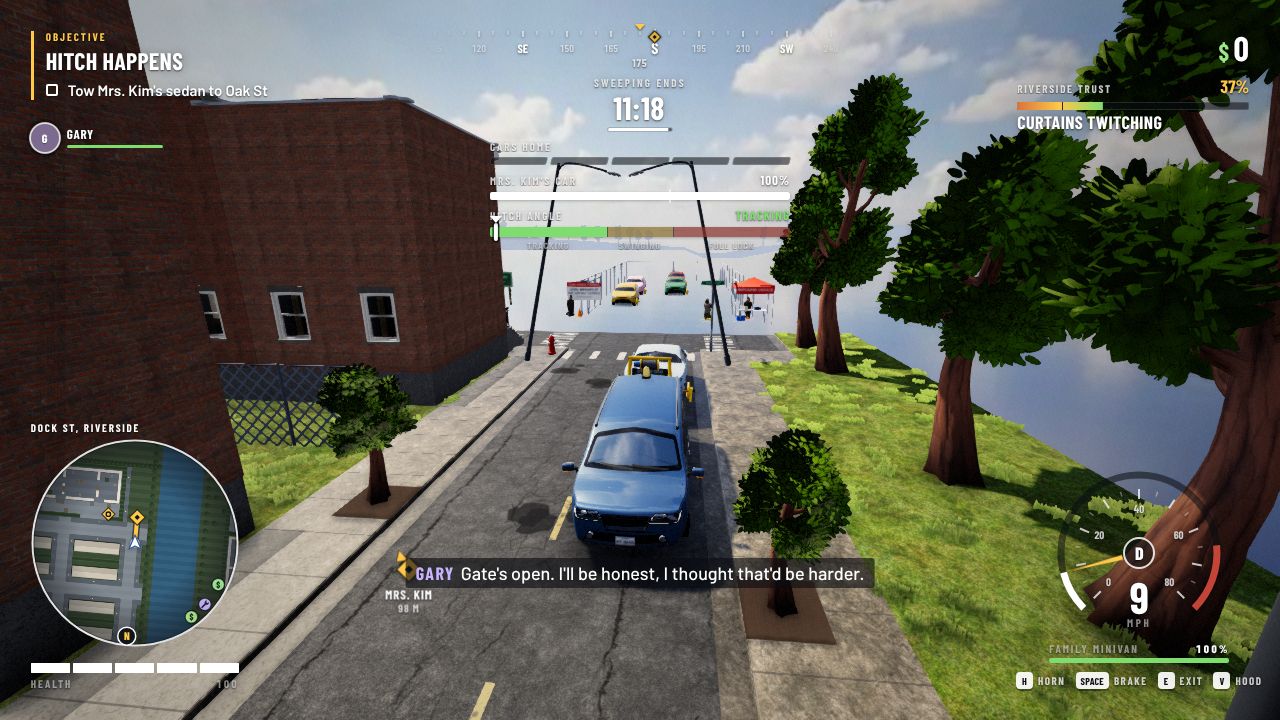 OBJECTIVE
HITCH HAPPENS
Tow Mrs. Kim's sedan to Oak St
G
GARY
120 SE 150 165 S 195 210 SW
175
SWEEPING ENDS
11:18
CARS HOME
MRS. KIM'S CAR 100%
HITCH ANGLE TRACKING
TRACKING SWINGING FULL LOCK
$0
RIVERSIDE TRUST 37%
CURTAINS TWITCHING
DOCK ST, RIVERSIDE
$
$
N
HEALTH 100
GARY Gate's open. I'll be honest, I thought that'd be harder.
MRS. KIM
98 M
0 20 40 60 80
D
9
MPH
FAMILY MINIVAN 100%
H HORN SPACE BRAKE E EXIT V HOOD